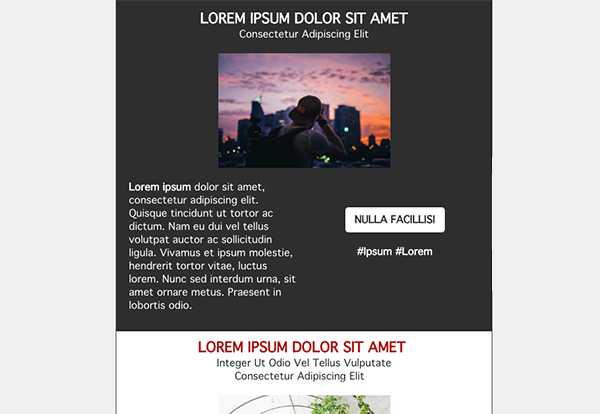 LOREM IPSUM DOLOR SIT AMET
Consectetur Adipiscing Elit
Lorem ipsum dolor sit amet,
consectetur adipiscing elit.
Quisque tincidunt ut tortor ac
dictum. Nam eu dui vel tellus
volutpat auctor ac sollicitudin
ligula. Vivamus et ipsum molestie,
hendrerit tortor vitae, luctus
lorem. Nunc sed interdum urna, sit
amet ornare metus. Praesent in
lobortis odio.
NULLA FACILLISI
#Ipsum #Lorem
LOREM IPSUM DOLOR SIT AMET
Integer Ut Odio Vel Tellus Vulputate
Consectetur Adipiscing Elit